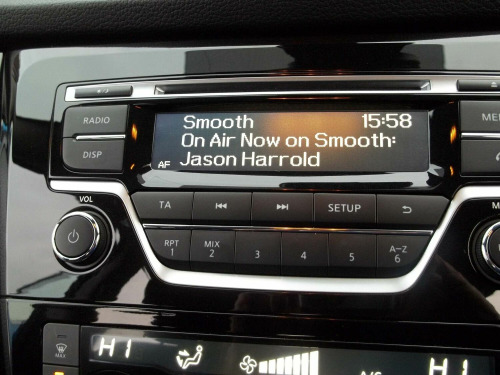 Smooth 15:58
On Air Now on Smooth:
AF Jason Harrold
RADIO
DISP
VOL
TA SETUP
RPT 1 MIX 2 3 4 5 A-Z 6
MAX
HI HI
A/C